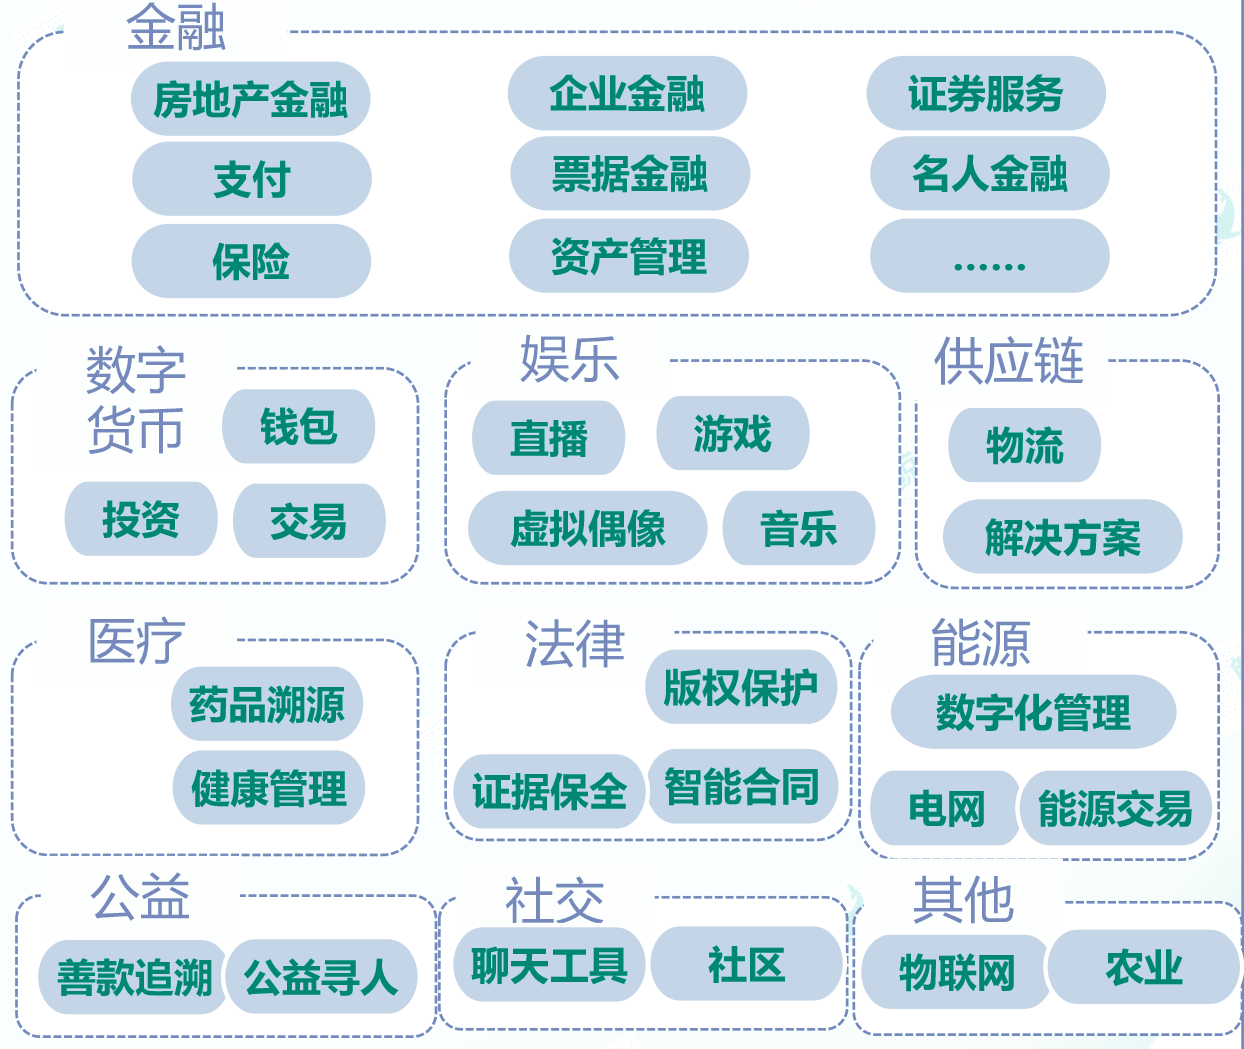 金融
房地产金融
企业金融
证券服务
支付
票据金融
名人金融
保险
资产管理
......
数字
货币
钱包
投资
交易
娱乐
直播
游戏
虚拟偶像
音乐
供应链
物流
解决方案
医疗
药品溯源
健康管理
法律
版权保护
证据保全
智能合同
能源
数字化管理
电网
能源交易
公益
善款追溯
公益寻人
社交
聊天工具
社区
其他
物联网
农业